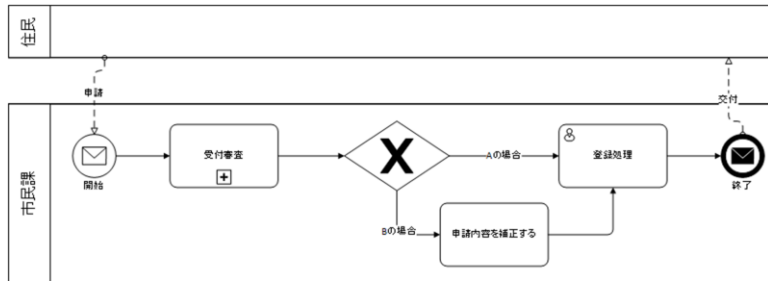 住民
申請
交付
市民課
開始
受付審査
Aの場合
登録処理
終了
Bの場合
申請内容を補正する